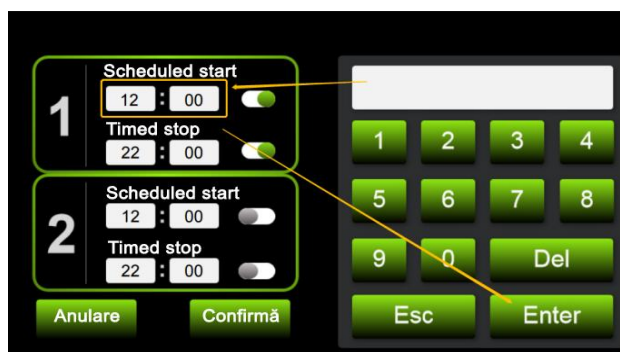 1
Scheduled start
12 : 00
Timed stop
22 : 00
2
Scheduled start
12 : 00
Timed stop
22 : 00
Anulare Confirmă
1 2 3 4
5 6 7 8
9 0 Del
Esc Enter